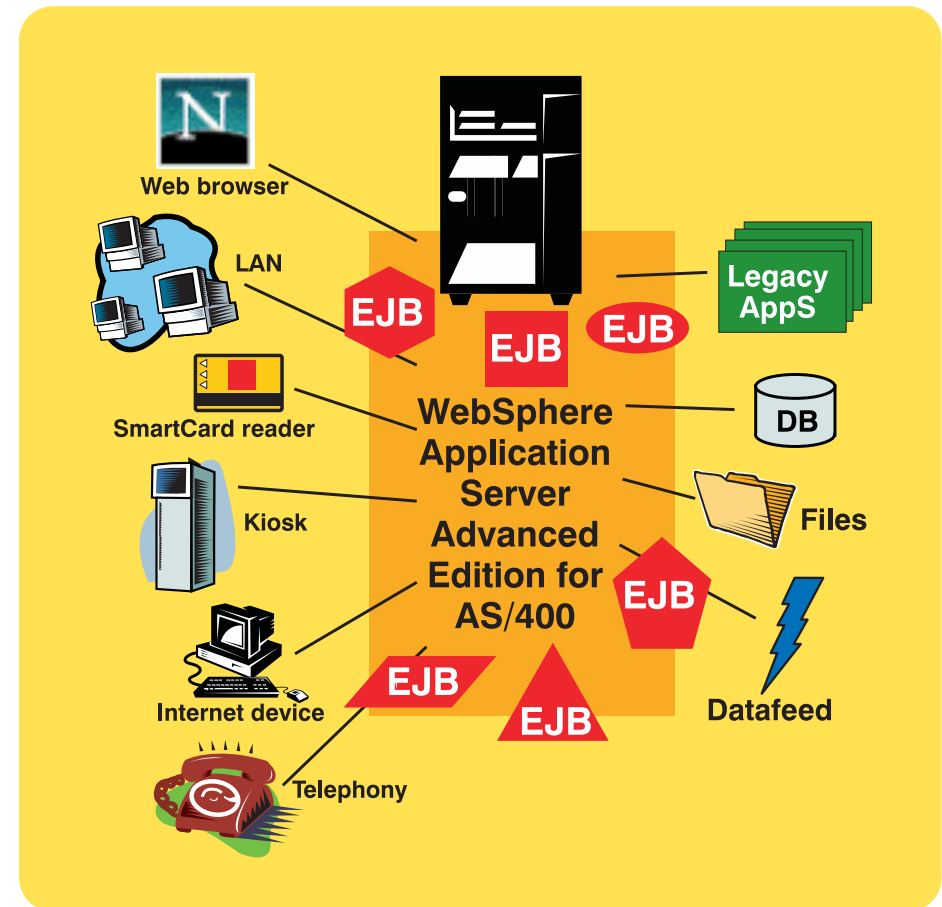 N
Web browser
LAN
EJB
EJB
EJB
Legacy
AppS
SmartCard reader
WebSphere
Application
Server
Advanced
Edition for
AS/400
DB
Kiosk
Files
EJB
Internet device
EJB
EJB
Datafeed
Telephony